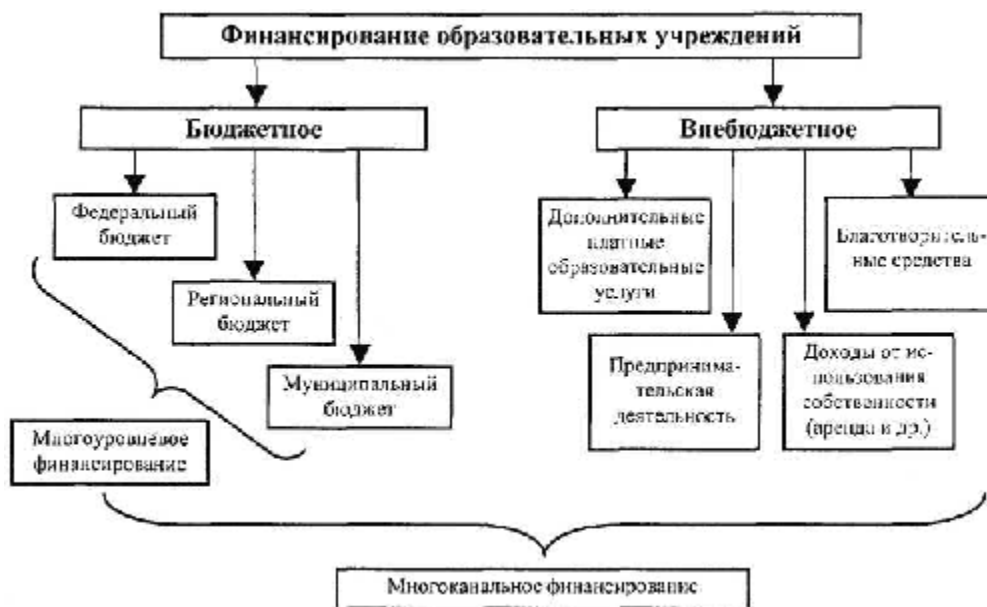 Финансирование образовательных учреждений
Бюджетное
Внебюджетное
Федеральный
бюджет
Региональный
бюджет
Муниципальный
бюджет
Многоуровневое
финансирование
Дополнительные
платные
образовательные
услуги
Предпринима-
тельская
деятельность
Доходы от ис-
пользования
собственности
(аренда и др.)
Благотворитель-
ные средства
Многоканальное финансирование